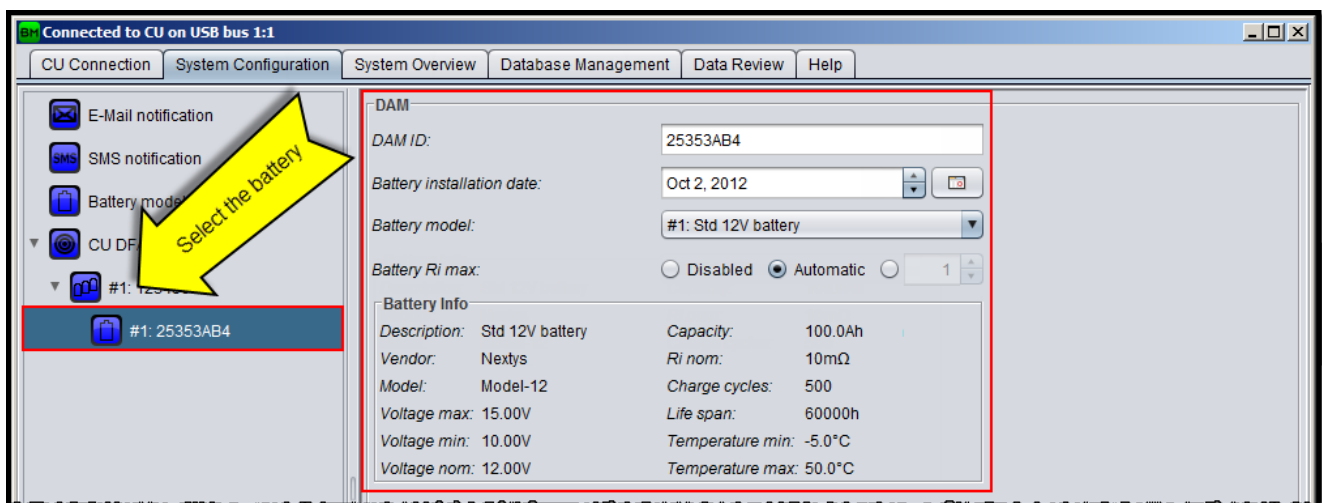 BM Connected to CU on USB bus 1:1
CU Connection System Configuration System Overview Database Management Data Review Help
E-Mail notification
SMS SMS notification
Battery
CU
#1:
#1: 25353AB4
Select the battery
DAM
DAM ID: 25353AB4
Battery installation date: Oct 2, 2012
Battery model: #1: Std 12V battery
Battery Ri max: Disabled Automatic 1
Battery Info
Description: Std 12V battery Capacity: 100.0Ah
Vendor: Nextys Ri nom: 10mΩ
Model: Model-12 Charge cycles: 500
Voltage max: 15.00V Life span: 60000h
Voltage min: 10.00V Temperature min: -5.0°C
Voltage nom: 12.00V Temperature max: 50.0°C